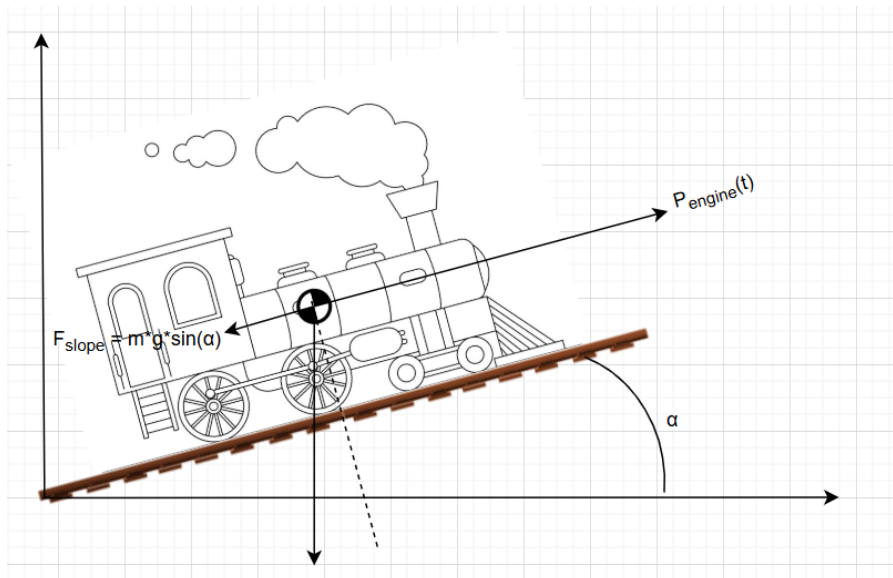 P_engine(t)
F_slope = m*g*sin(α)
α